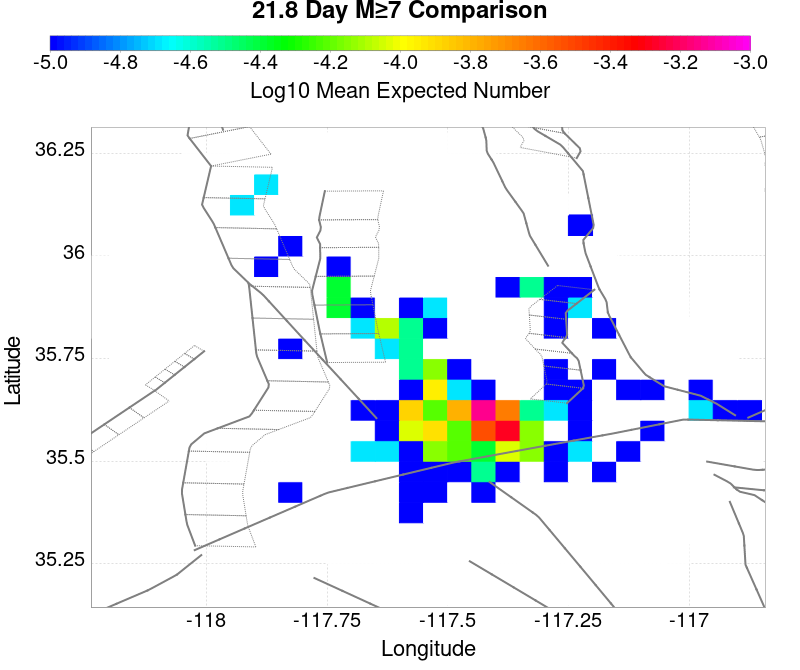 21.8 Day M≥7 Comparison
-5.0 -4.8 -4.6 -4.4 -4.2 -4.0 -3.8 -3.6 -3.4 -3.2 -3.0
Log10 Mean Expected Number
36.25
36
35.75
35.5
35.25
Latitude
-118 -117.75 -117.5 -117.25 -117
Longitude